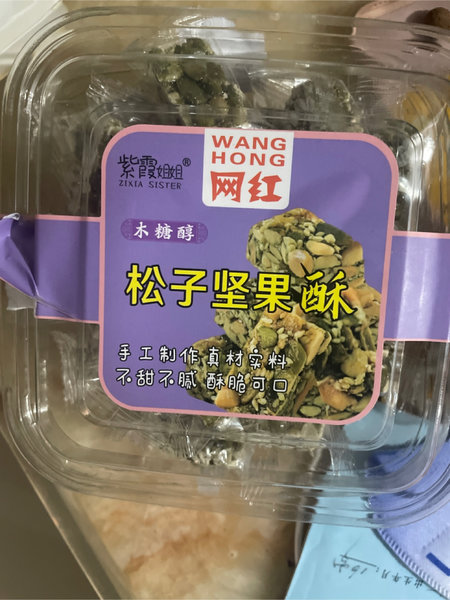 WANG
HONG
网红
紫霞姐姐®
ZIXIA SISTER
木糖醇
松子坚果酥
手工制作真材实料
不甜不腻 酥脆可口